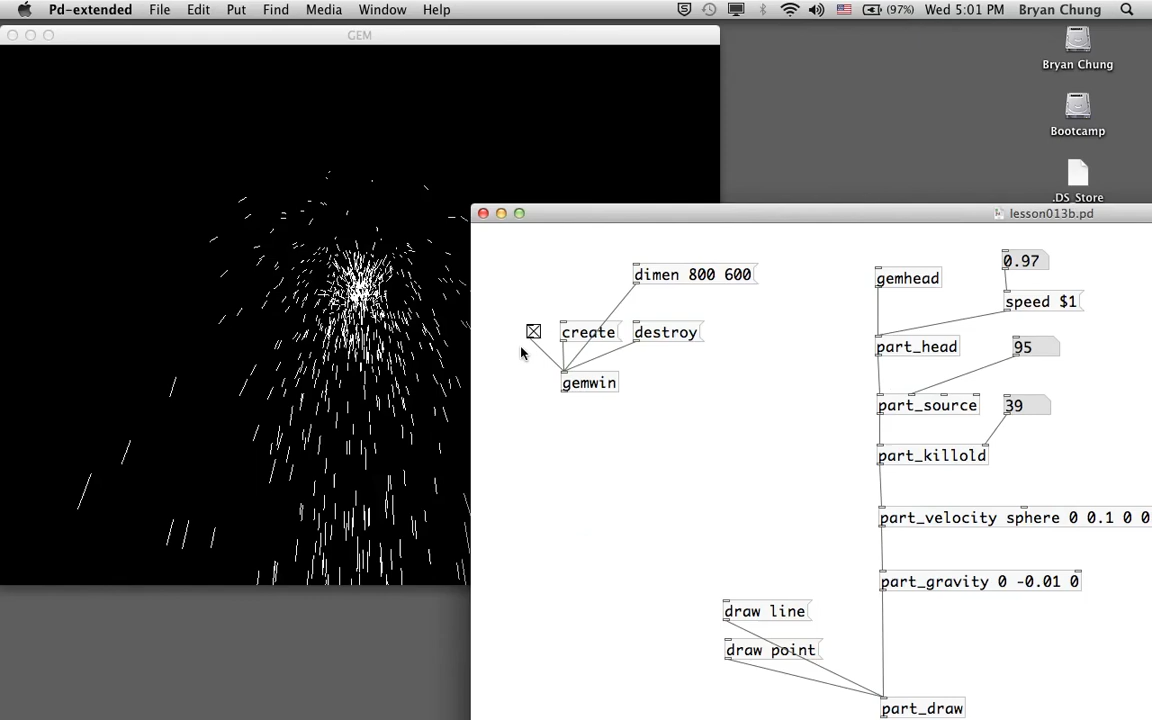 Pd-extended File Edit Put Find Media Window Help (97%) Wed 5:01 PM Bryan Chung
GEM
Bryan Chung
Bootcamp
.DS_Store
lesson013b.pd
dimen 800 600
create
destroy
gemwin
gemhead
0.97
speed $1
part_head
95
part_source
39
part_killold
part_velocity sphere 0 0.1 0 0
part_gravity 0 -0.01 0
draw line
draw point
part_draw